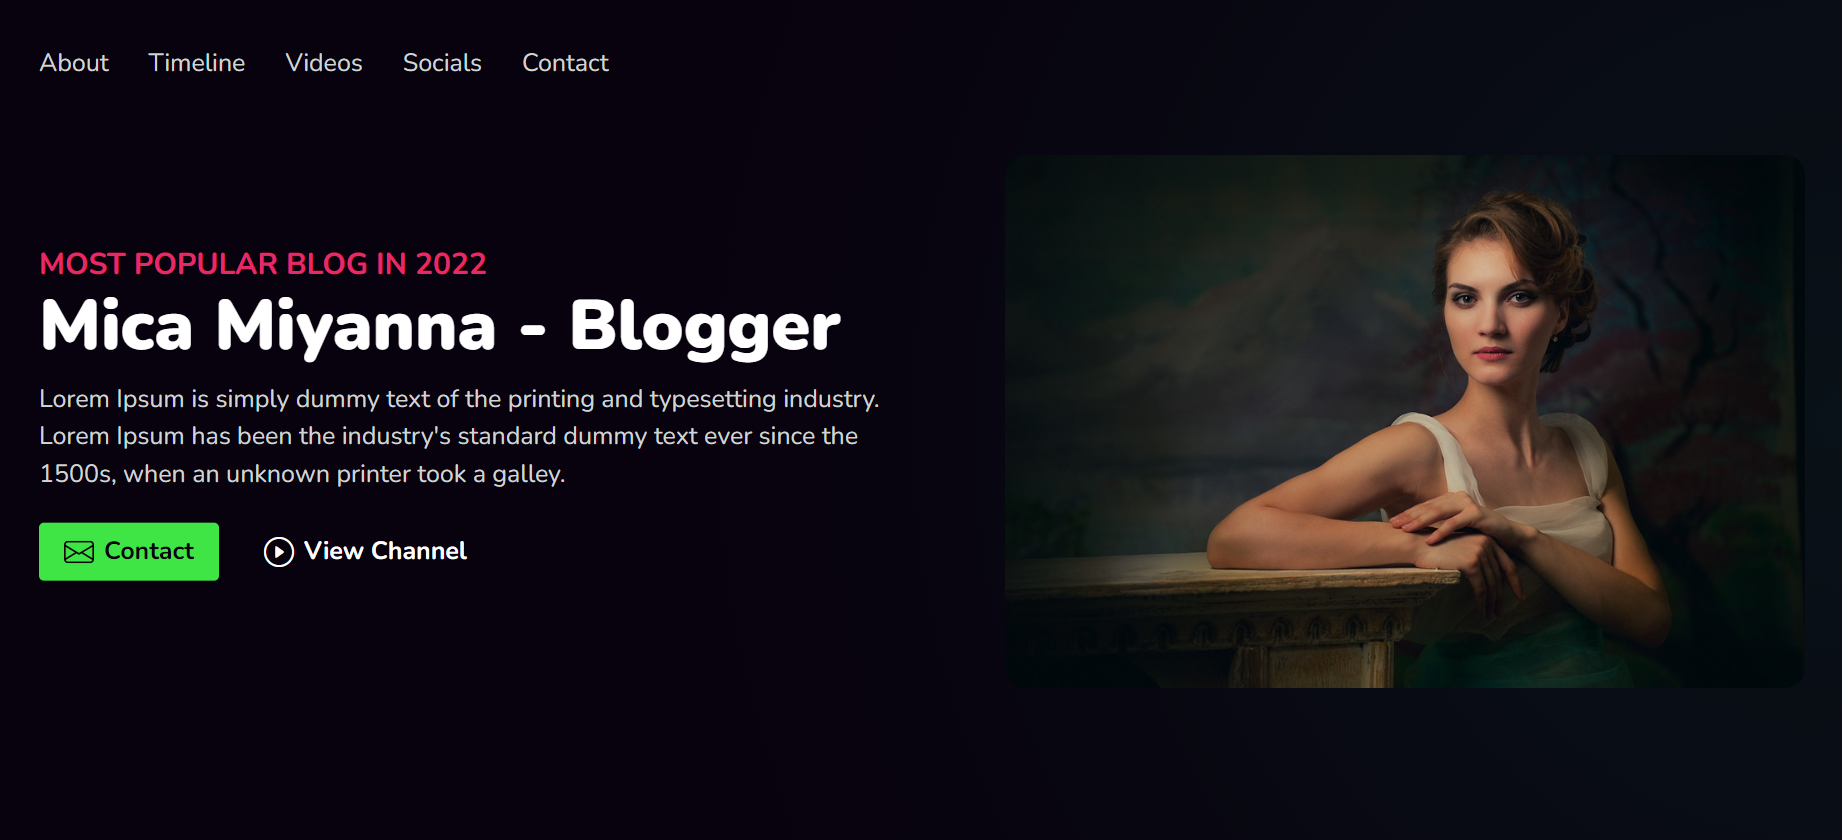 About Timeline Videos Socials Contact
MOST POPULAR BLOG IN 2022
Mica Miyanna - Blogger
Lorem Ipsum is simply dummy text of the printing and typesetting industry.
Lorem Ipsum has been the industry's standard dummy text ever since the
1500s, when an unknown printer took a galley.
Contact View Channel